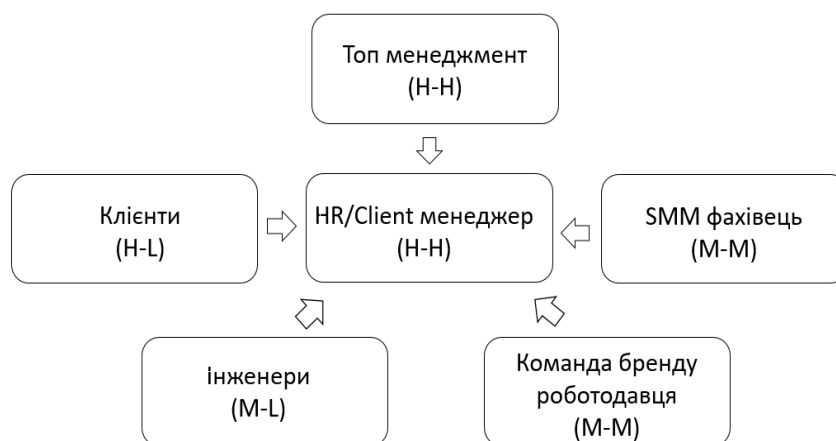 Топ менеджмент
(H-H)
Клієнти
(H-L)
HR/Client менеджер
(H-H)
SMM фахівець
(M-M)
інженери
(M-L)
Команда бренду
роботодавця
(M-M)